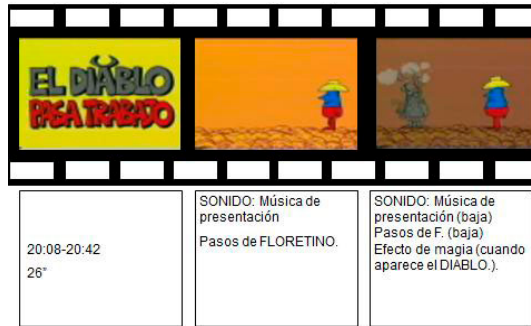 EL DIABLO
PASA TRABAJO
20:08-20:42
26”
SONIDO: Música de
presentación
Pasos de FLORETINO.
SONIDO: Música de
presentación (baja)
Pasos de F. (baja)
Efecto de magia (cuando
aparece el DIABLO.).